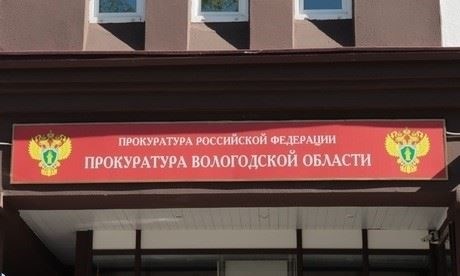 ПРОКУРАТУРА РОССИЙСКОЙ ФЕДЕРАЦИИ
ПРОКУРАТУРА ВОЛОГОДСКОЙ ОБЛАСТИ